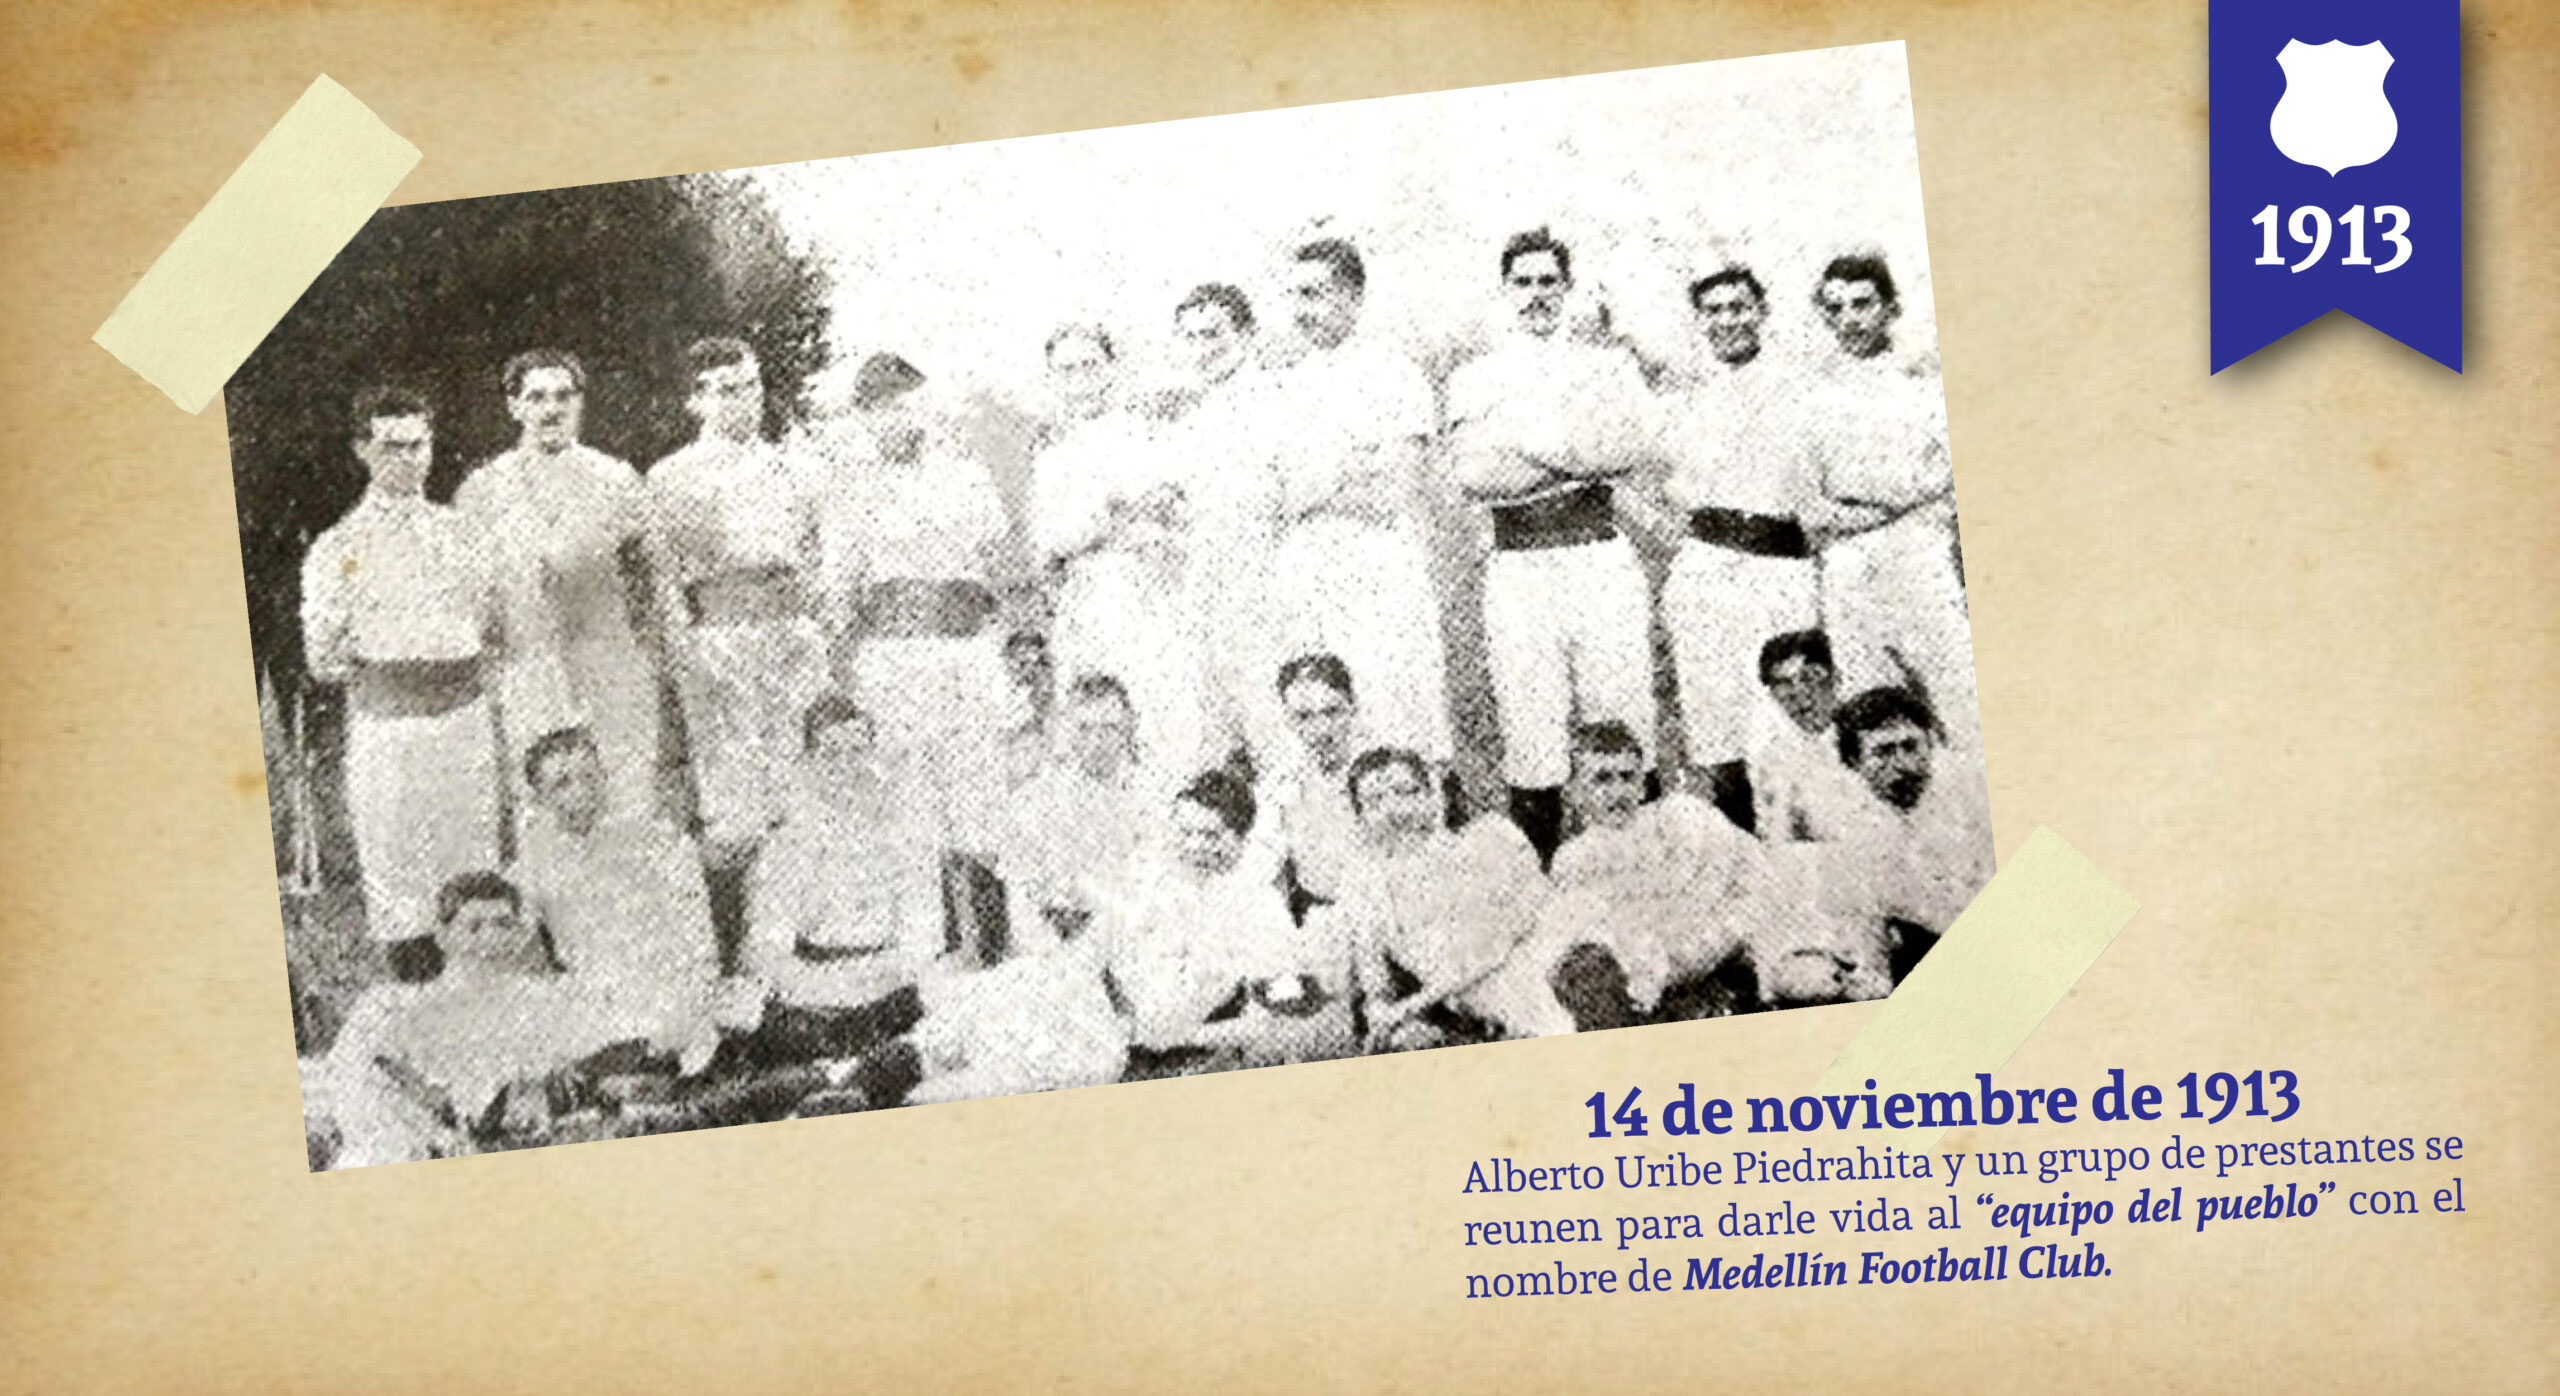 1913
14 de noviembre de 1913
Alberto Uribe Piedrahita y un grupo de prestantes se
reunen para darle vida al “equipo del pueblo” con el
nombre de Medellín Football Club.